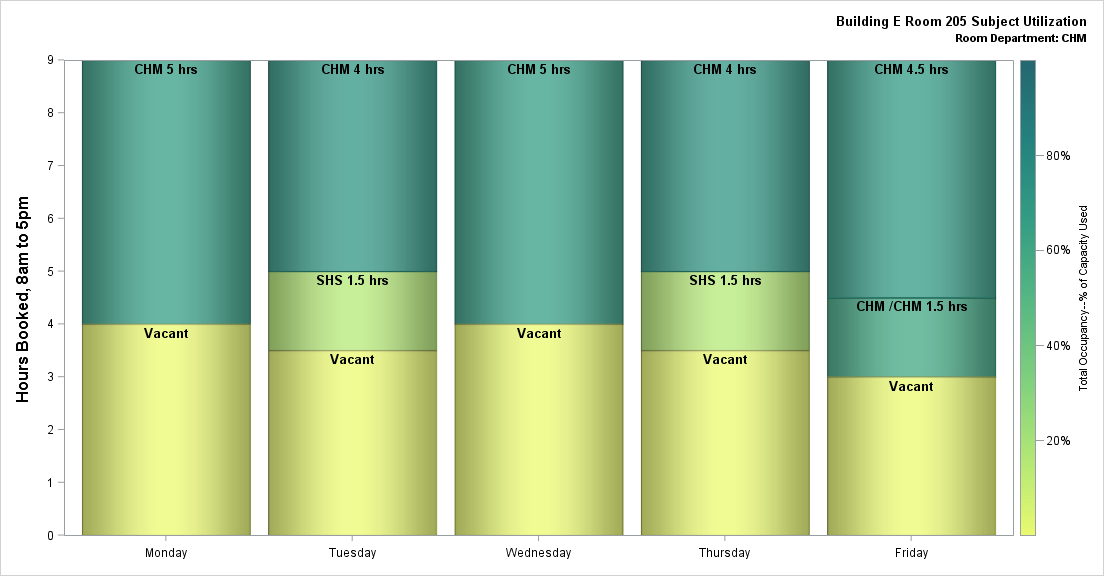 Building E Room 205 Subject Utilization
Room Department: CHM
Hours Booked, 8am to 5pm
9
8
7
6
5
4
3
2
1
0
CHM 5 hrs
Vacant
CHM 4 hrs
SHS 1.5 hrs
Vacant
CHM 5 hrs
Vacant
CHM 4 hrs
SHS 1.5 hrs
Vacant
CHM 4.5 hrs
CHM /CHM 1.5 hrs
Vacant
Monday
Tuesday
Wednesday
Thursday
Friday
80%
60%
40%
20%
Total Occupancy--% of Capacity Used